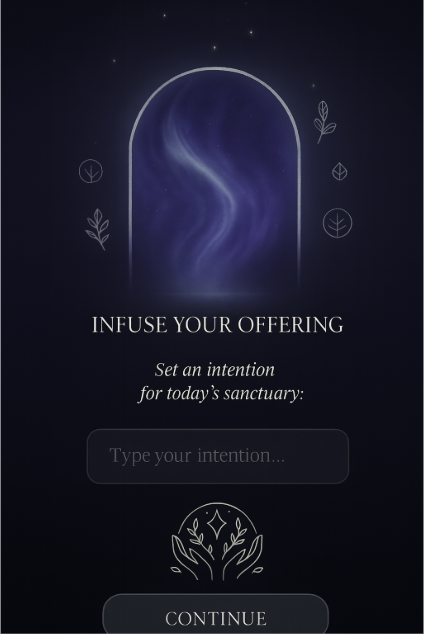 INFUSE YOUR OFFERING
Set an intention
for today's sanctuary:
Type your intention...
CONTINUE